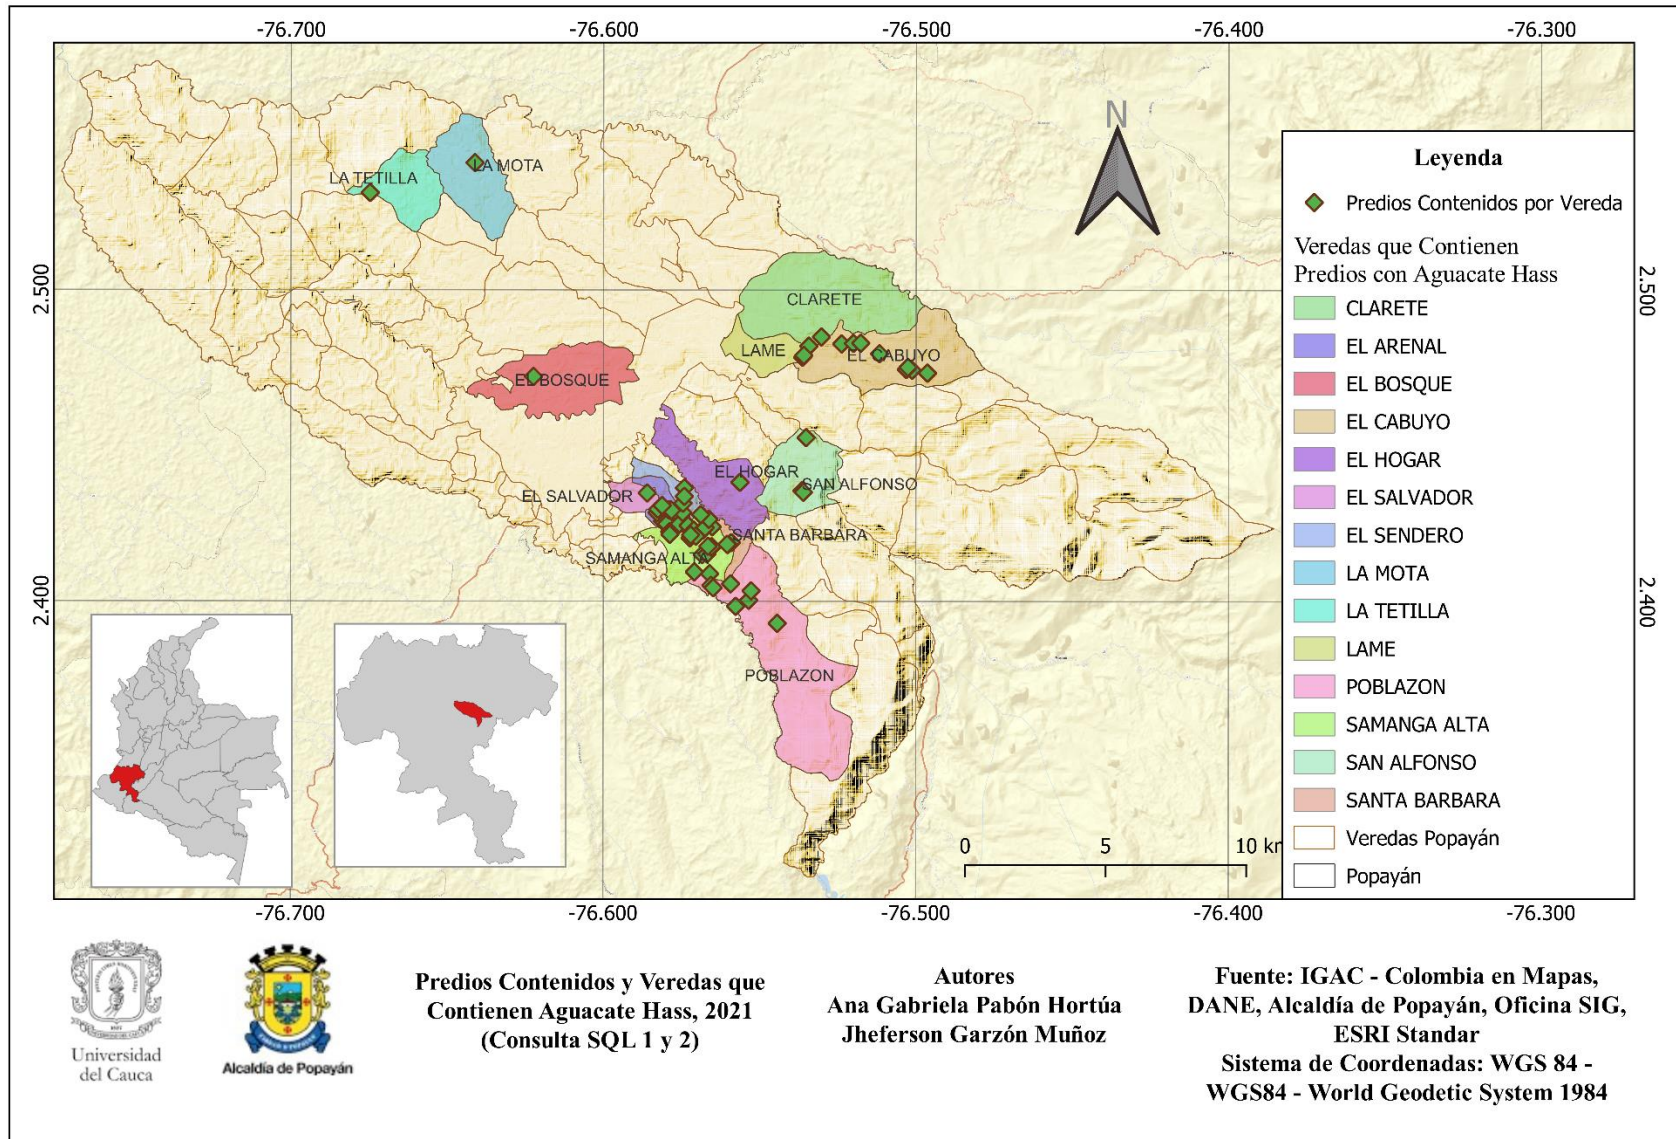 -76.700
-76.600
-76.500
-76.400
-76.300
2.500
2.400
2.500
2.400
N
LA MOTA
LA TETILLA
CLARETE
LAME
EL CABUYO
EL BOSQUE
EL HOGAR
SAN ALFONSO
EL SALVADOR
SANTA BARBARA
SAMANGA ALTA
POBLAZON
0
5
10 km
Leyenda
Predios Contenidos por Vereda
Veredas que Contienen
Predios con Aguacate Hass
CLARETE
EL ARENAL
EL BOSQUE
EL CABUYO
EL HOGAR
EL SALVADOR
EL SENDERO
LA MOTA
LA TETILLA
LAME
POBLAZON
SAMANGA ALTA
SAN ALFONSO
SANTA BARBARA
Veredas Popayán
Popayán
-76.700
-76.600
-76.500
-76.400
-76.300
Universidad
del Cauca
Alcaldía de Popayán
Predios Contenidos y Veredas que
Contienen Aguacate Hass, 2021
(Consulta SQL 1 y 2)
Autores
Ana Gabriela Pabón Hortúa
Jheferson Garzón Muñoz
Fuente: IGAC - Colombia en Mapas,
DANE, Alcaldía de Popayán, Oficina SIG,
ESRI Standar
Sistema de Coordenadas: WGS 84 -
WGS84 - World Geodetic System 1984